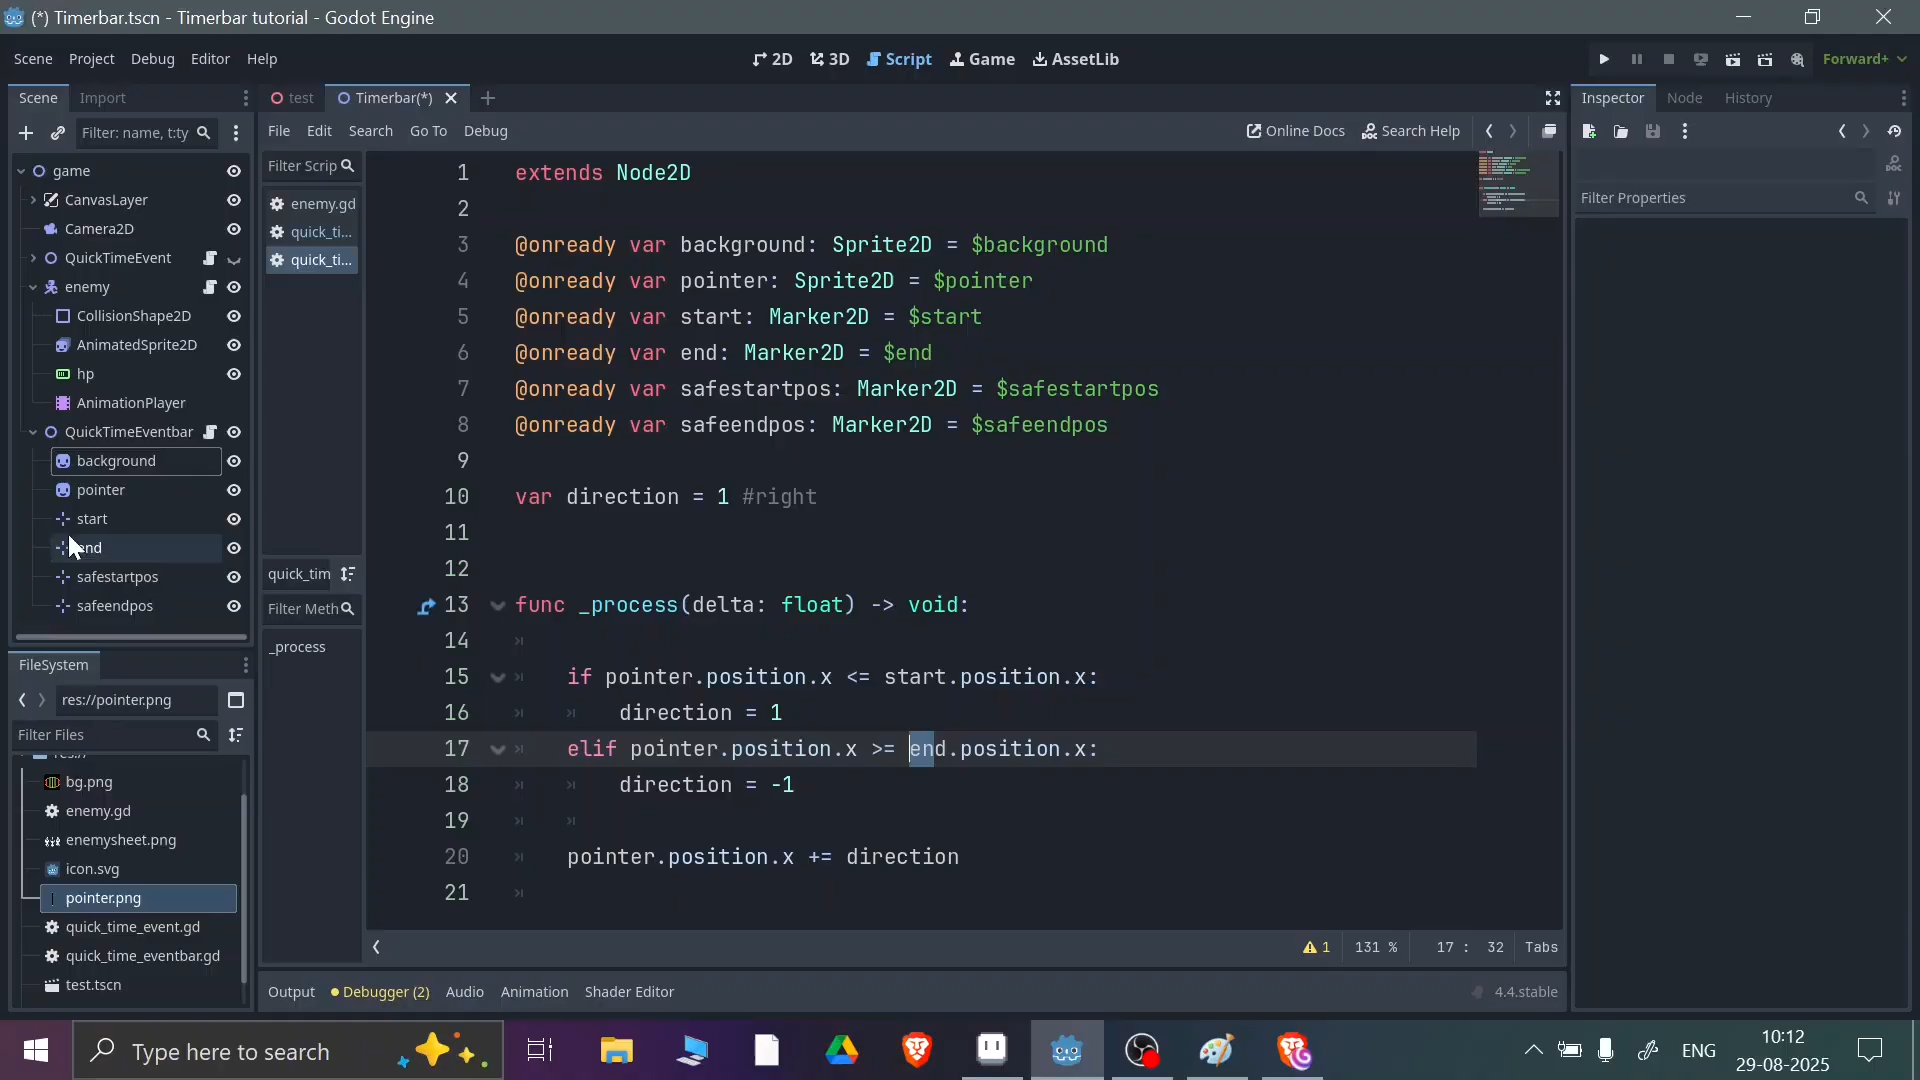 (*) Timerbar.tscn - Timerbar tutorial - Godot Engine
Scene Project Debug Editor Help
2D 3D Script Game AssetLib
Forward+
Scene Import
test Timerbar(*)
Inspector Node History
Filter: name, t:ty
File Edit Search Go To Debug
Online Docs Search Help
Filter Scrip
Filter Properties
game
CanvasLayer
Camera2D
QuickTimeEvent
enemy
CollisionShape2D
AnimatedSprite2D
hp
AnimationPlayer
QuickTimeEventbar
background
pointer
start
end
safestartpos
safeendpos
enemy.gd
quick_ti...
quick_ti...
quick_tim
Filter Meth
_process
1 extends Node2D
2
3 @onready var background: Sprite2D = $background
4 @onready var pointer: Sprite2D = $pointer
5 @onready var start: Marker2D = $start
6 @onready var end: Marker2D = $end
7 @onready var safestartpos: Marker2D = $safestartpos
8 @onready var safeendpos: Marker2D = $safeendpos
9
10 var direction = 1 #right
11
12
13 func _process(delta: float) -> void:
14
15 if pointer.position.x <= start.position.x:
16 direction = 1
17 elif pointer.position.x >= end.position.x:
18 direction = -1
19
20 pointer.position.x += direction
21
1 131 % 17 : 32 Tabs
FileSystem
res://pointer.png
Filter Files
res://
bg.png
enemy.gd
enemysheet.png
icon.svg
pointer.png
quick_time_event.gd
quick_time_eventbar.gd
test.tscn
Output Debugger (2) Audio Animation Shader Editor
4.4.stable
Type here to search
ENG
10:12
29-08-2025